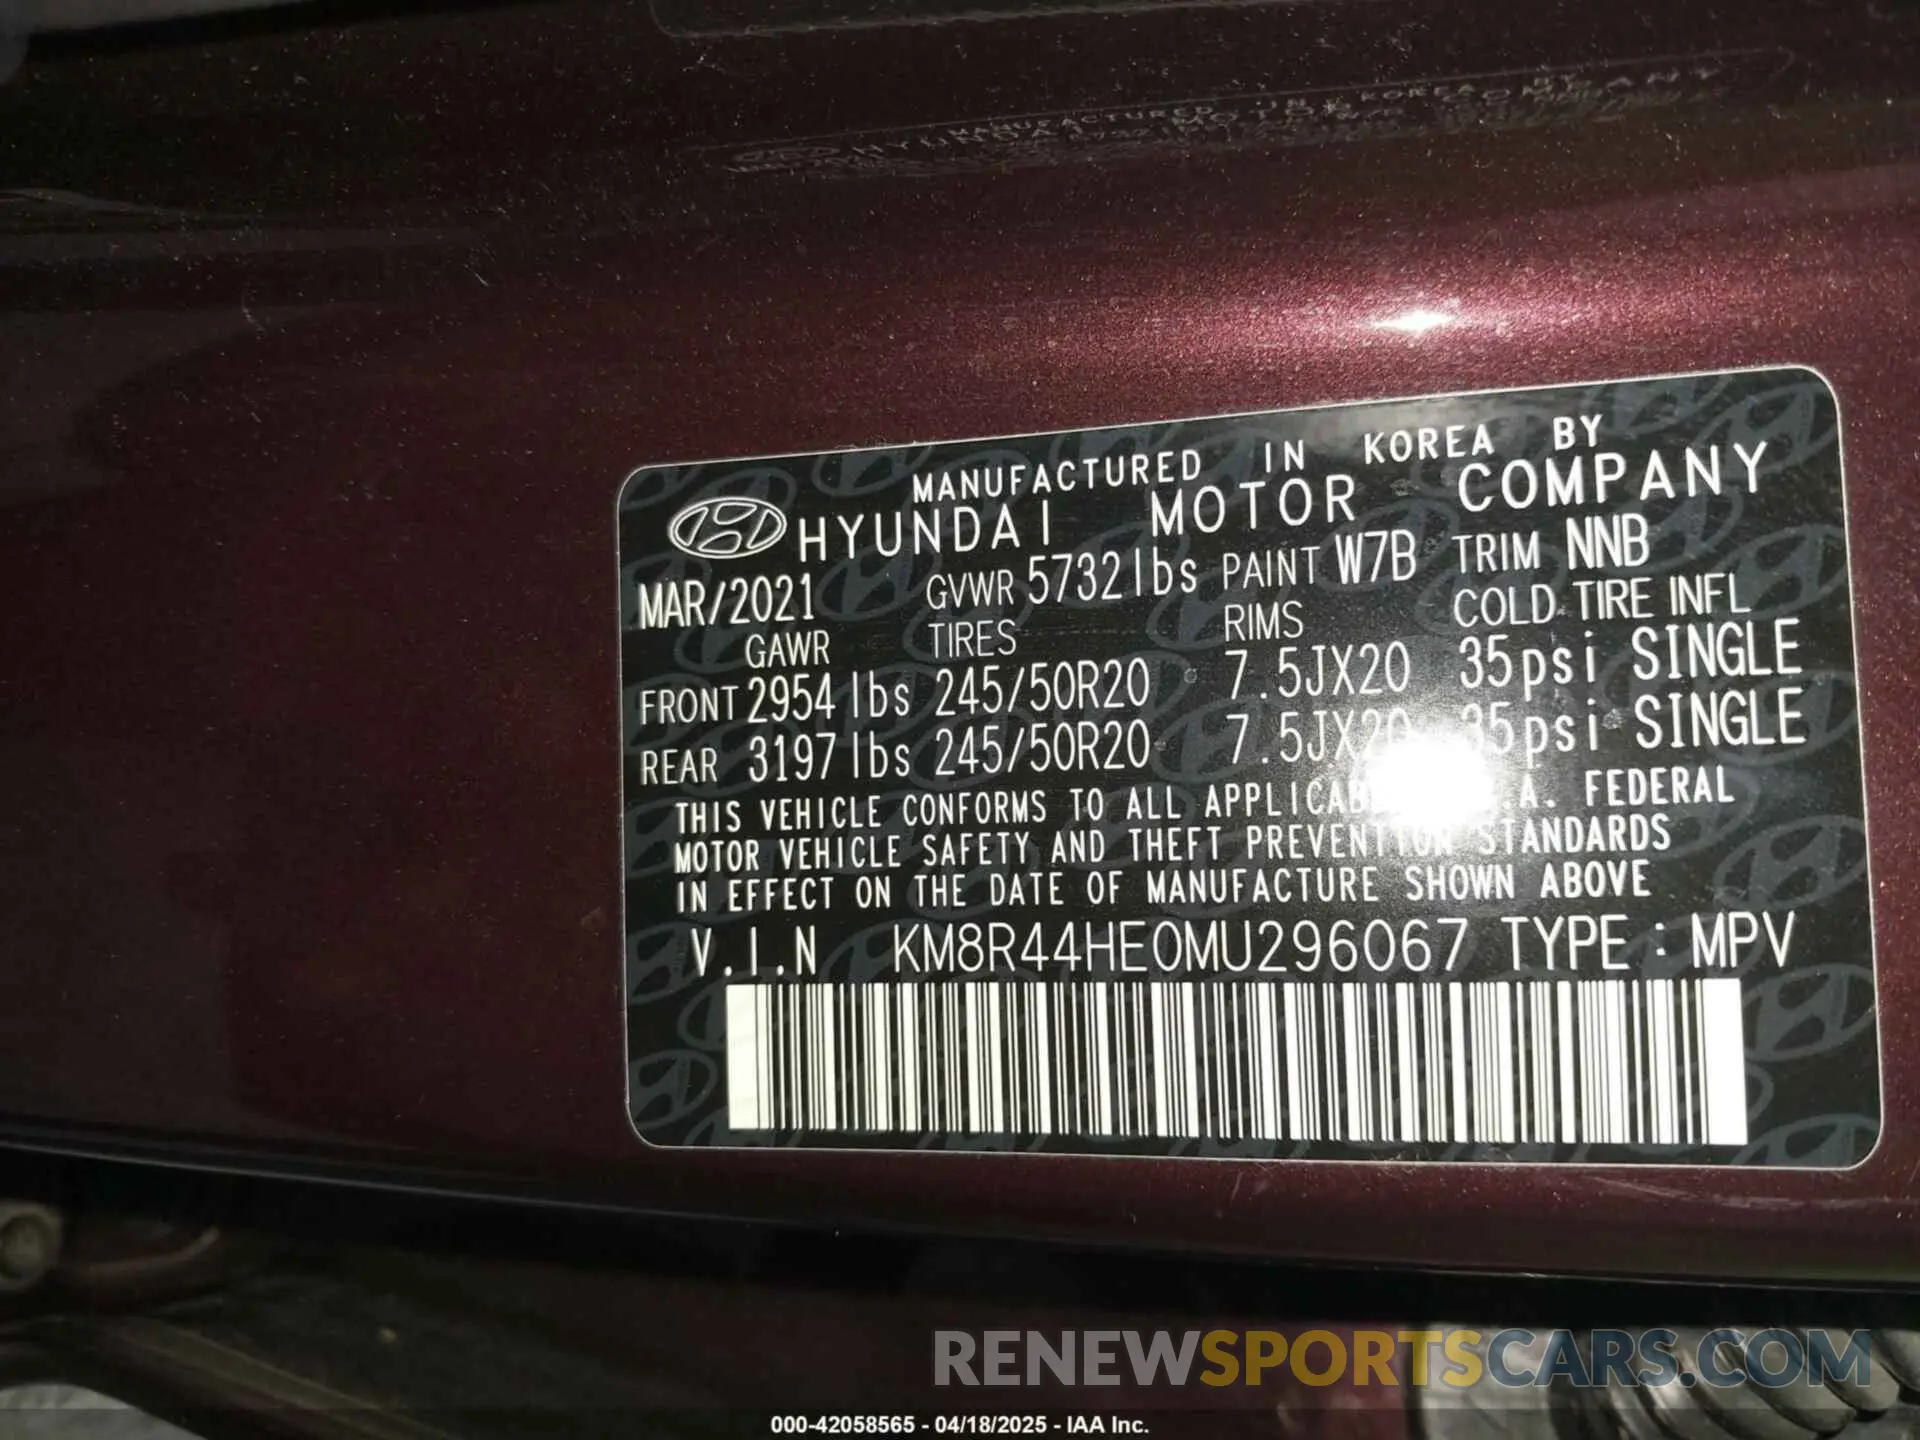 MANUFACTURED IN KOREA BY
HYUNDAI MOTOR COMPANY
MAR/2021 GVWR 5732 lbs PAINT W7B TRIM NNB
GAWR TIRES RIMS COLD TIRE INFL
FRONT 2954 lbs 245/50R20 7.5JX20 35psi SINGLE
REAR 3197 lbs 245/50R20 7.5JX20 35psi SINGLE
THIS VEHICLE CONFORMS TO ALL FEDERAL
MOTOR VEHICLE SAFETY AND THEFT PREVENTION STANDARDS
IN EFFECT ON THE DATE OF MANUFACTURE SHOWN ABOVE
V.I.N KM8R44HE0MU296067 TYPE : MPV
RENEWSPORTSCARS.COM
000-42058565 - 04/18/2025 - IAA Inc.